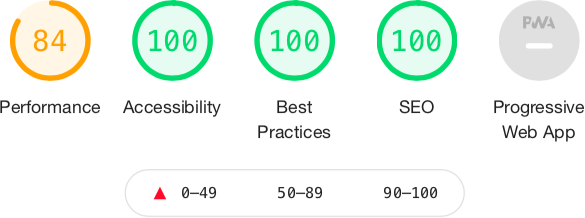 84 100 100 100 PWA
Performance Accessibility Best Practices SEO Progressive Web App
0–49 50–89 90–100